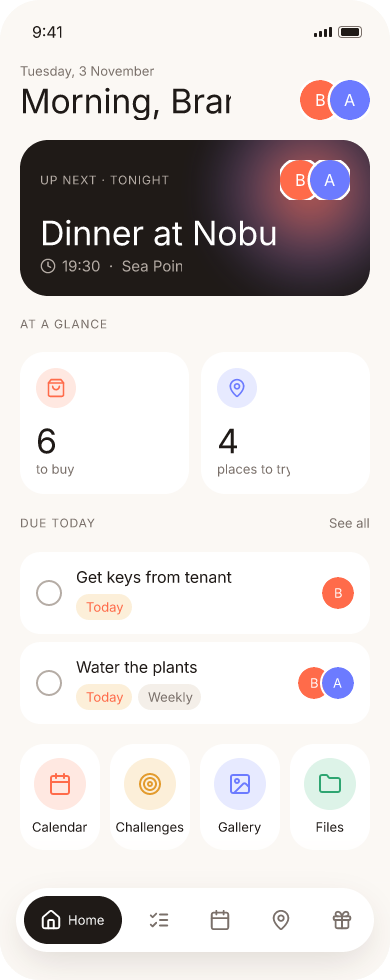 9:41
Tuesday, 3 November
Morning,
B A
UP NEXT · TONIGHT
B A
Dinner at Nobu
19:30 · Sea
AT A GLANCE
6
to buy
4
places to try
DUE TODAY
See all
Get keys from tenant
Today
B
Water the plants
Today Weekly
B A
Calendar Challenges Gallery Files
Home